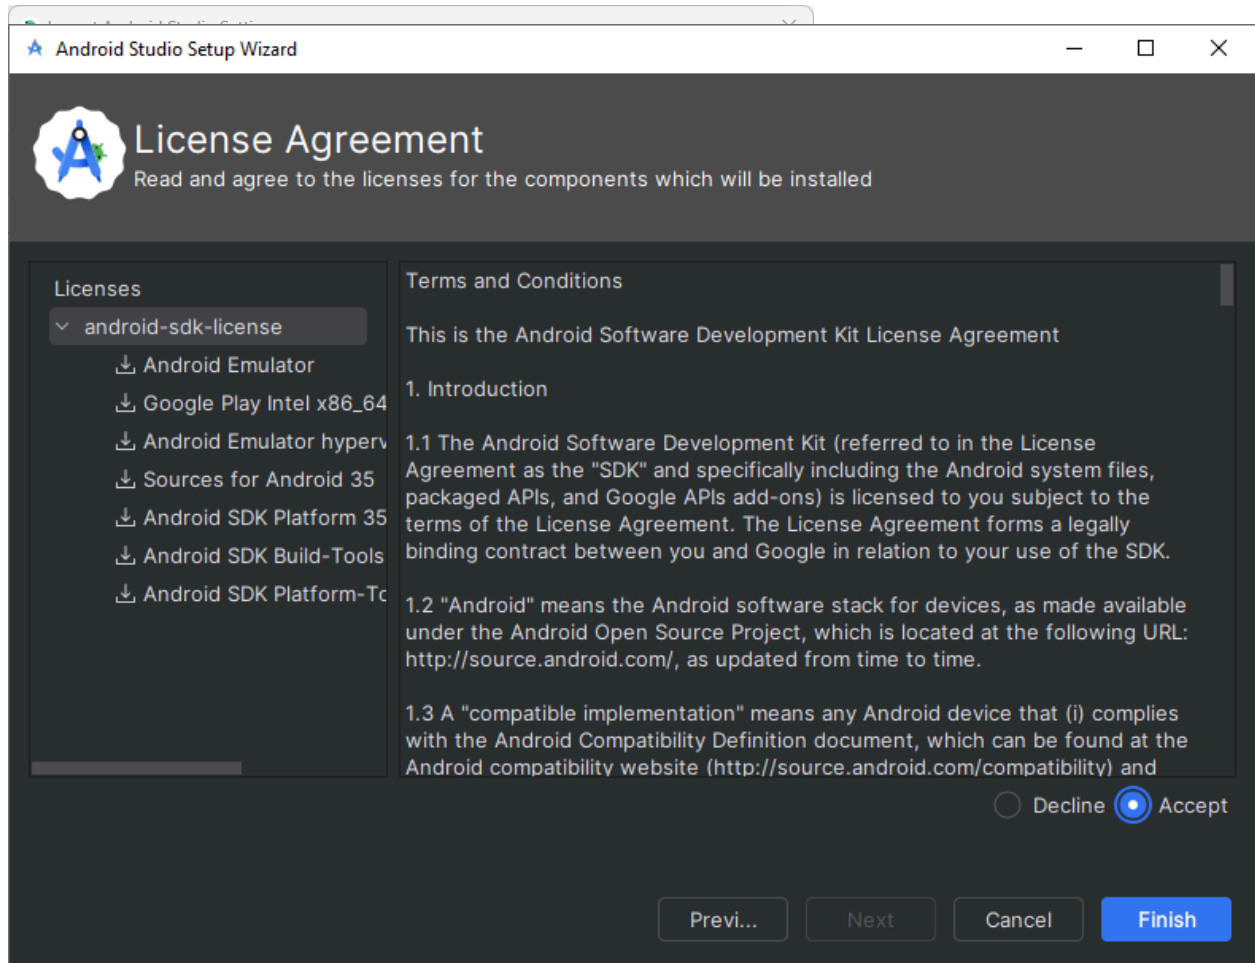 Android Studio Setup Wizard
License Agreement
Read and agree to the licenses for the components which will be installed
Licenses
android-sdk-license
Android Emulator
Google Play Intel x86_64
Android Emulator hyperv
Sources for Android 35
Android SDK Platform 35
Android SDK Build-Tools
Android SDK Platform-To
Terms and Conditions
This is the Android Software Development Kit License Agreement
1. Introduction
1.1 The Android Software Development Kit (referred to in the License
Agreement as the "SDK" and specifically including the Android system files,
packaged APIs, and Google APIs add-ons) is licensed to you subject to the
terms of the License Agreement. The License Agreement forms a legally
binding contract between you and Google in relation to your use of the SDK.
1.2 "Android" means the Android software stack for devices, as made available
under the Android Open Source Project, which is located at the following URL:
http://source.android.com/, as updated from time to time.
1.3 A "compatible implementation" means any Android device that (i) complies
with the Android Compatibility Definition document, which can be found at the
Android compatibility website (http://source.android.com/compatibility) and
Decline
Accept
Previ...
Next
Cancel
Finish